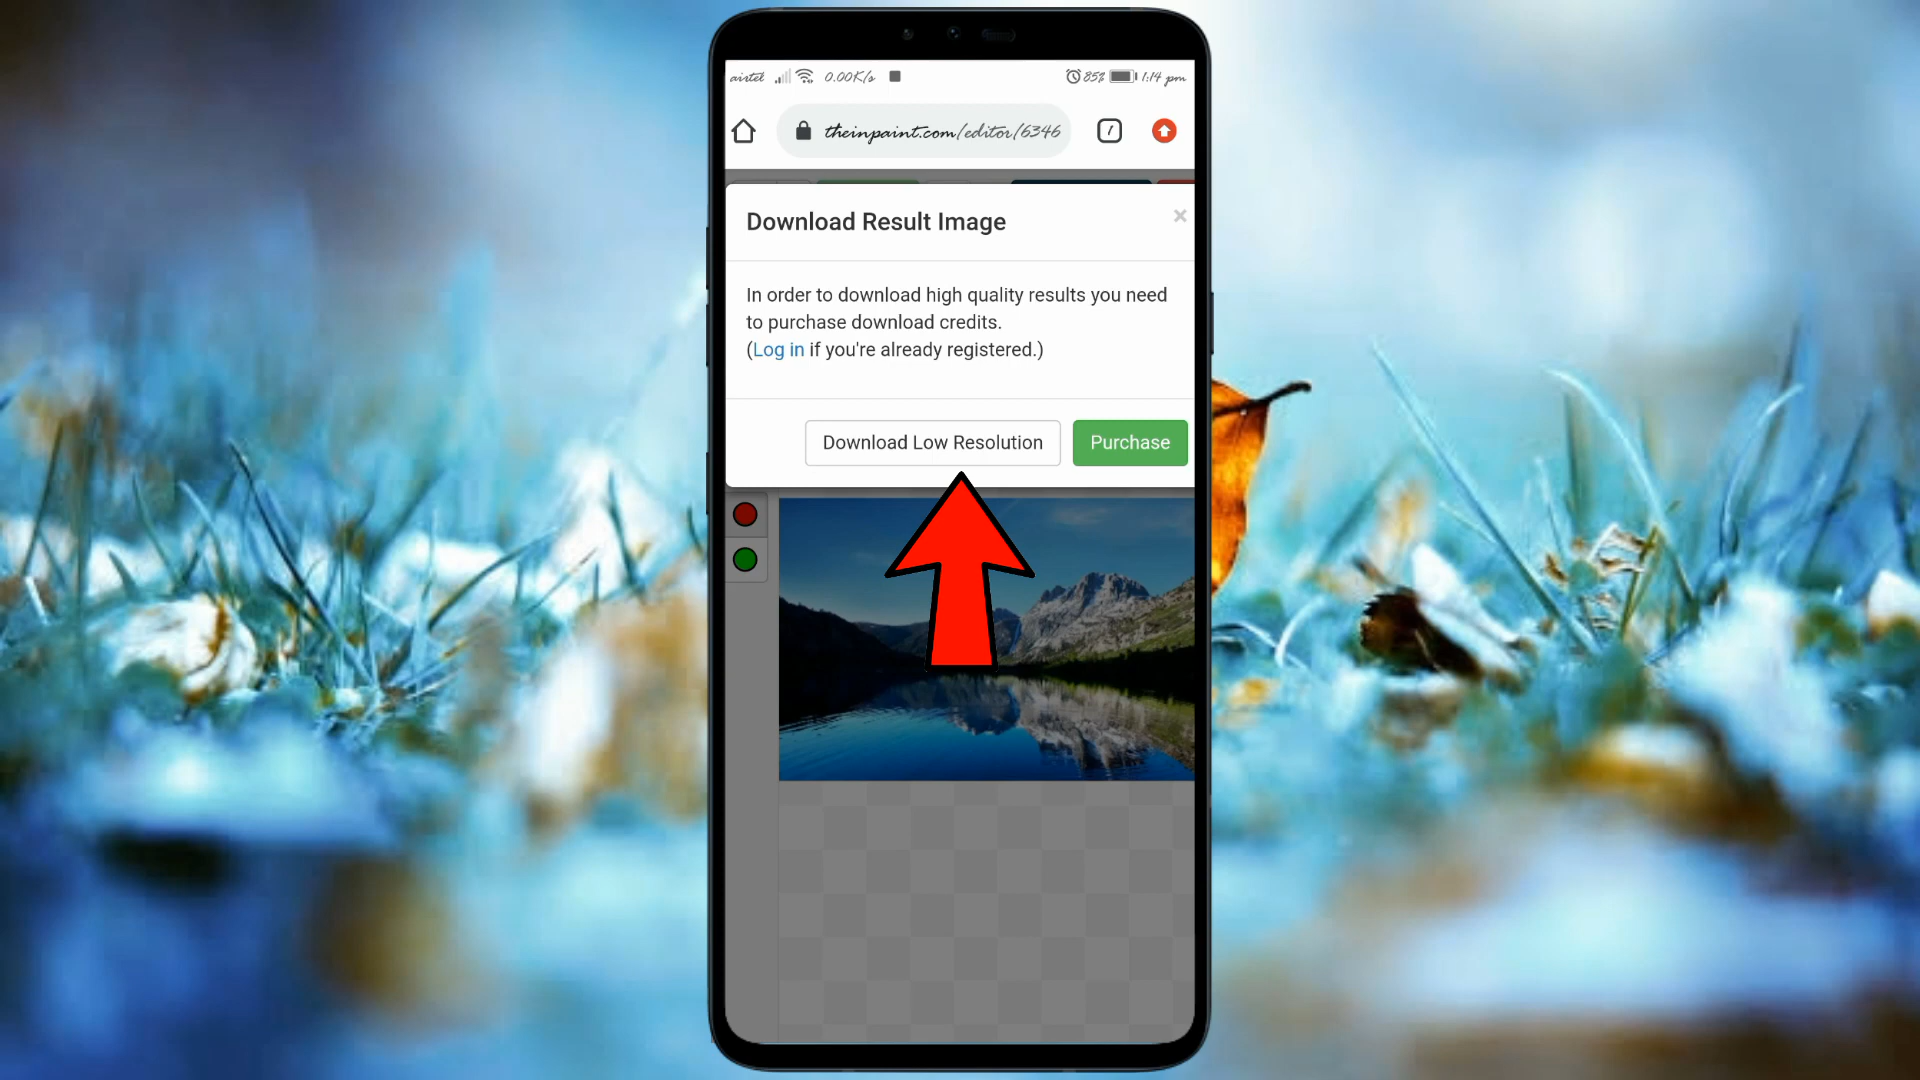 airtel 0.00K/s 85% 1:14 pm
theinpaint.com/editor/6346
Download Result Image
×
In order to download high quality results you need
to purchase download credits.
(Log in if you're already registered.)
Download Low Resolution Purchase